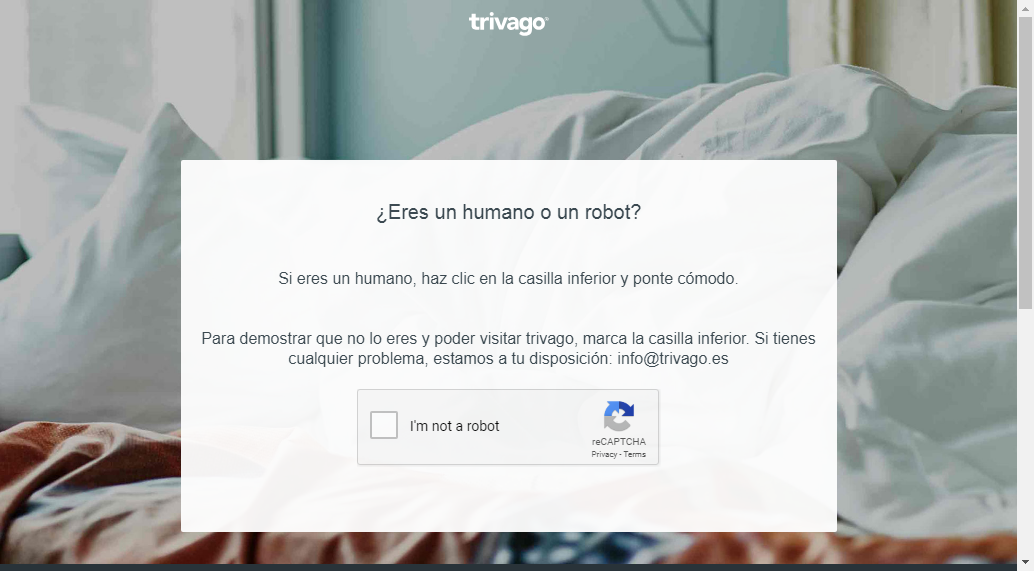 trivago
¿Eres un humano o un robot?
Si eres un humano, haz clic en la casilla inferior y ponte cómodo.
Para demostrar que no lo eres y poder visitar trivago, marca la casilla inferior. Si tienes
cualquier problema, estamos a tu disposición: info@trivago.es
I'm not a robot
reCAPTCHA
Privacy - Terms